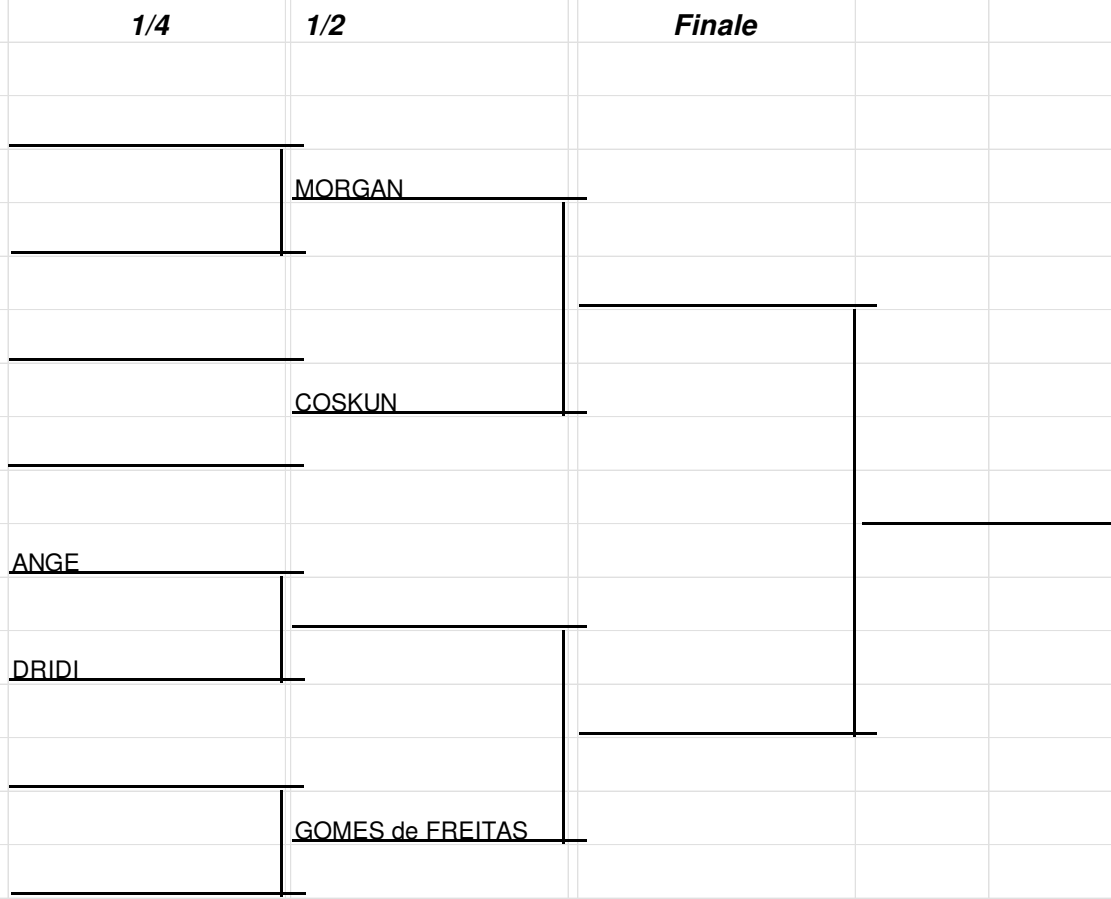 1/4 1/2 Finale
MORGAN
COSKUN
ANGE
DRIDI
GOMES de FREITAS